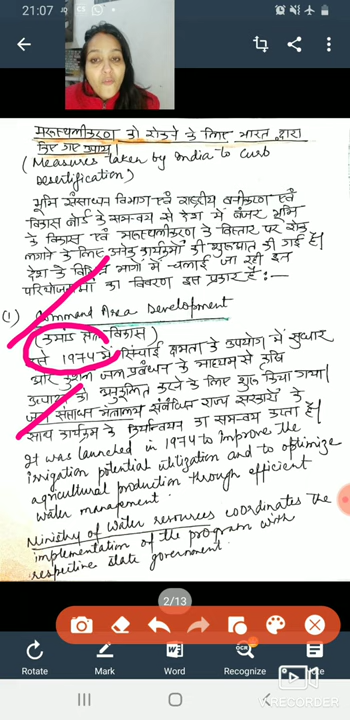 21:07
मरुस्थलीकरण को रोकने के लिए भारत द्वारा
किए गए उपाय।
(Measures taken by India to curb
desertification)
भूमि संसाधन विभाग एवं राष्ट्रीय वनीकरण एवं
विकास बोर्ड के समन्वय से देश में बंजर भूमि
के विकास एवं मरुस्थलीकरण के विस्तार पर रोक
लगाने के लिए अनेक कार्यक्रमों की शुरुआत की गई है।
देश के विभिन्न भागों में चलाई जा रही इन
परियोजनाओं का विवरण इस प्रकार है:—
(1) Command Area Development
(कमांड क्षेत्र विकास)
इसे 1974 में सिंचाई क्षमता के उपयोग में सुधार
और कुशल जल प्रबंधन के माध्यम से कृषि
उत्पादन को अनुकूलित करने के लिए शुरू किया गया।
जल संसाधन मंत्रालय संबंधित राज्य सरकारों के
साथ कार्यक्रम के क्रियान्वयन का समन्वय करता है।
It was launched in 1974 to improve the
irrigation potential utilization and to optimize
agricultural production through efficient
water management.
Ministry of water resources coordinates the
implementation of the program with
respective state government.
2/13
Rotate Mark Word Recognize
OCR
VRECORDER